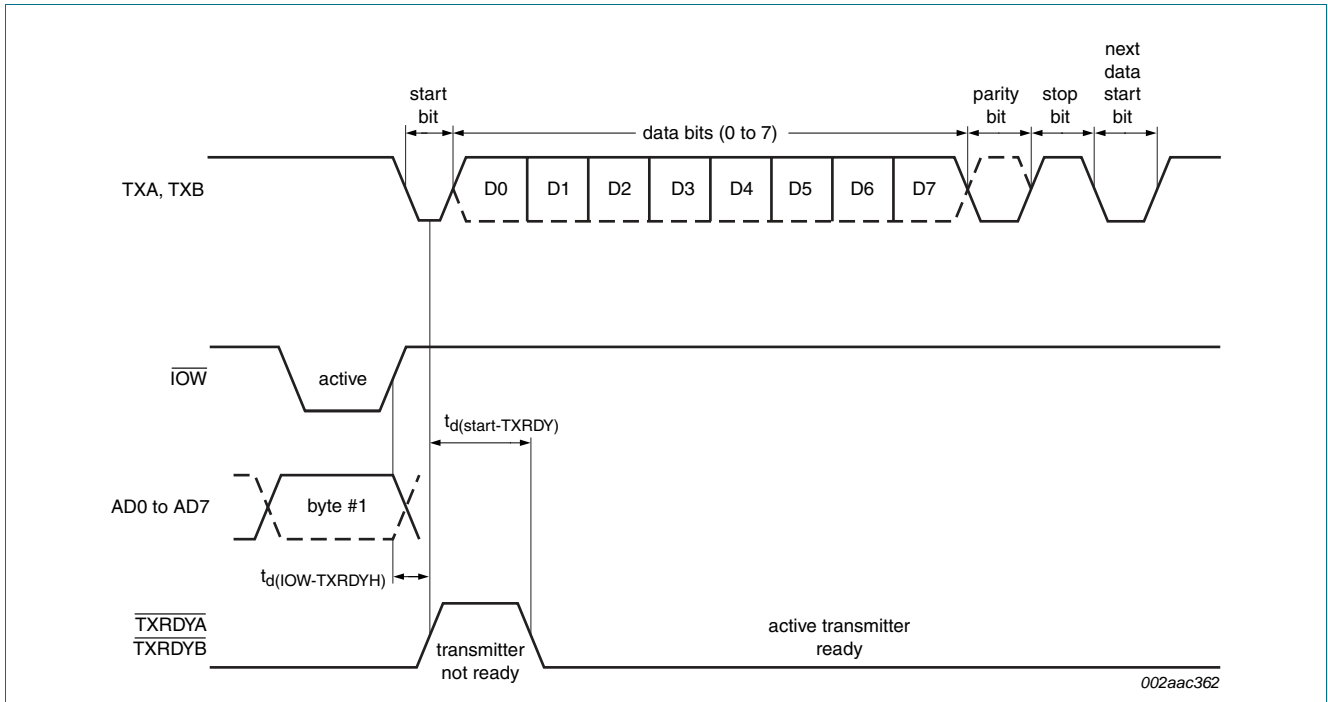 next
data
start
bit
start
bit
parity
bit
stop
bit
data bits (0 to 7)
TXA, TXB
D0 D1 D2 D3 D4 D5 D6 D7
IOW
active
td(start-TXRDY)
AD0 to AD7
byte #1
td(IOW-TXRDYH)
TXRDYA
TXRDYB
transmitter
not ready
active transmitter
ready
002aac362